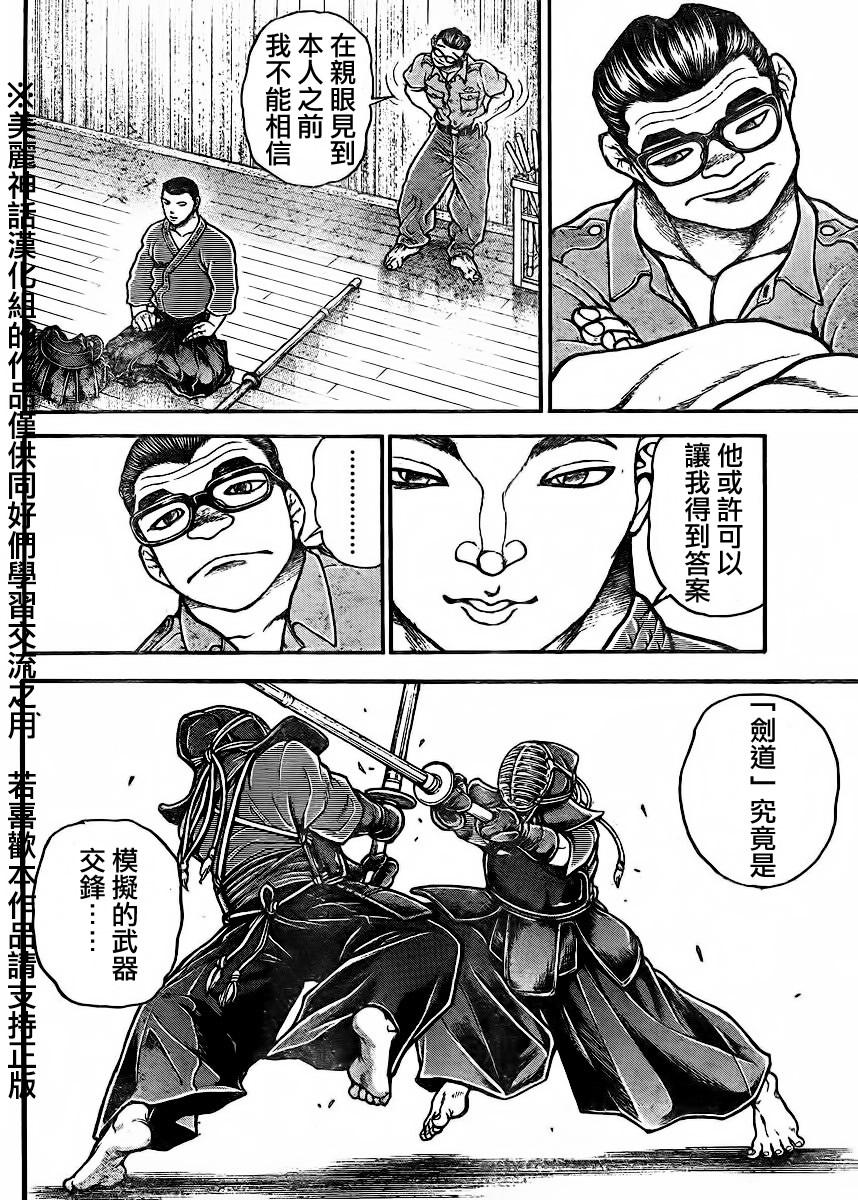 在親眼見到
本人之前
我不能相信
他或許可以
讓我得到答案
………
「劍道」究竟是
模擬的武器
交鋒……
※美麗神話漢化組的作品僅供同好們學習交流之用 若喜歡本作品請支持正版